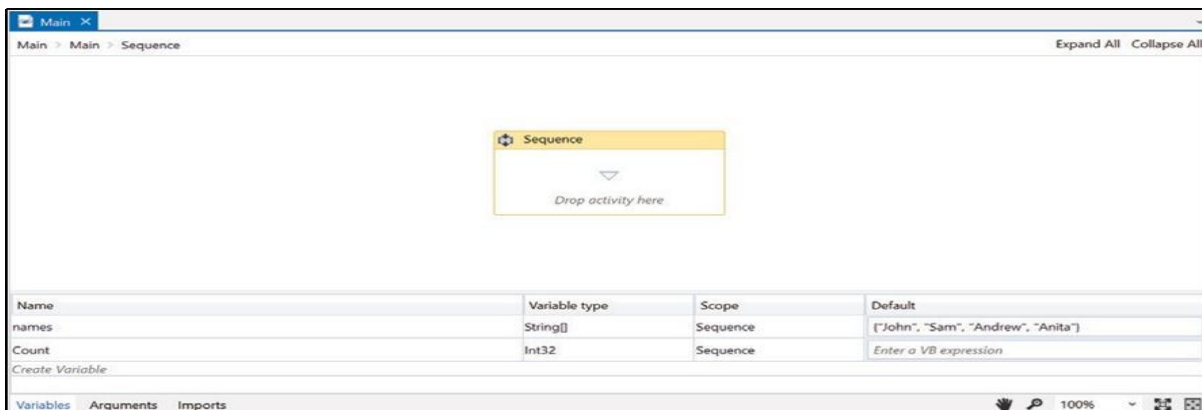 Main ×
Main > Main > Sequence Expand All Collapse All
Sequence
Drop activity here
Name Variable type Scope Default
names String[] Sequence {"John", "Sam", "Andrew", "Anita"}
Count Int32 Sequence Enter a VB expression
Create Variable
Variables Arguments Imports 100%